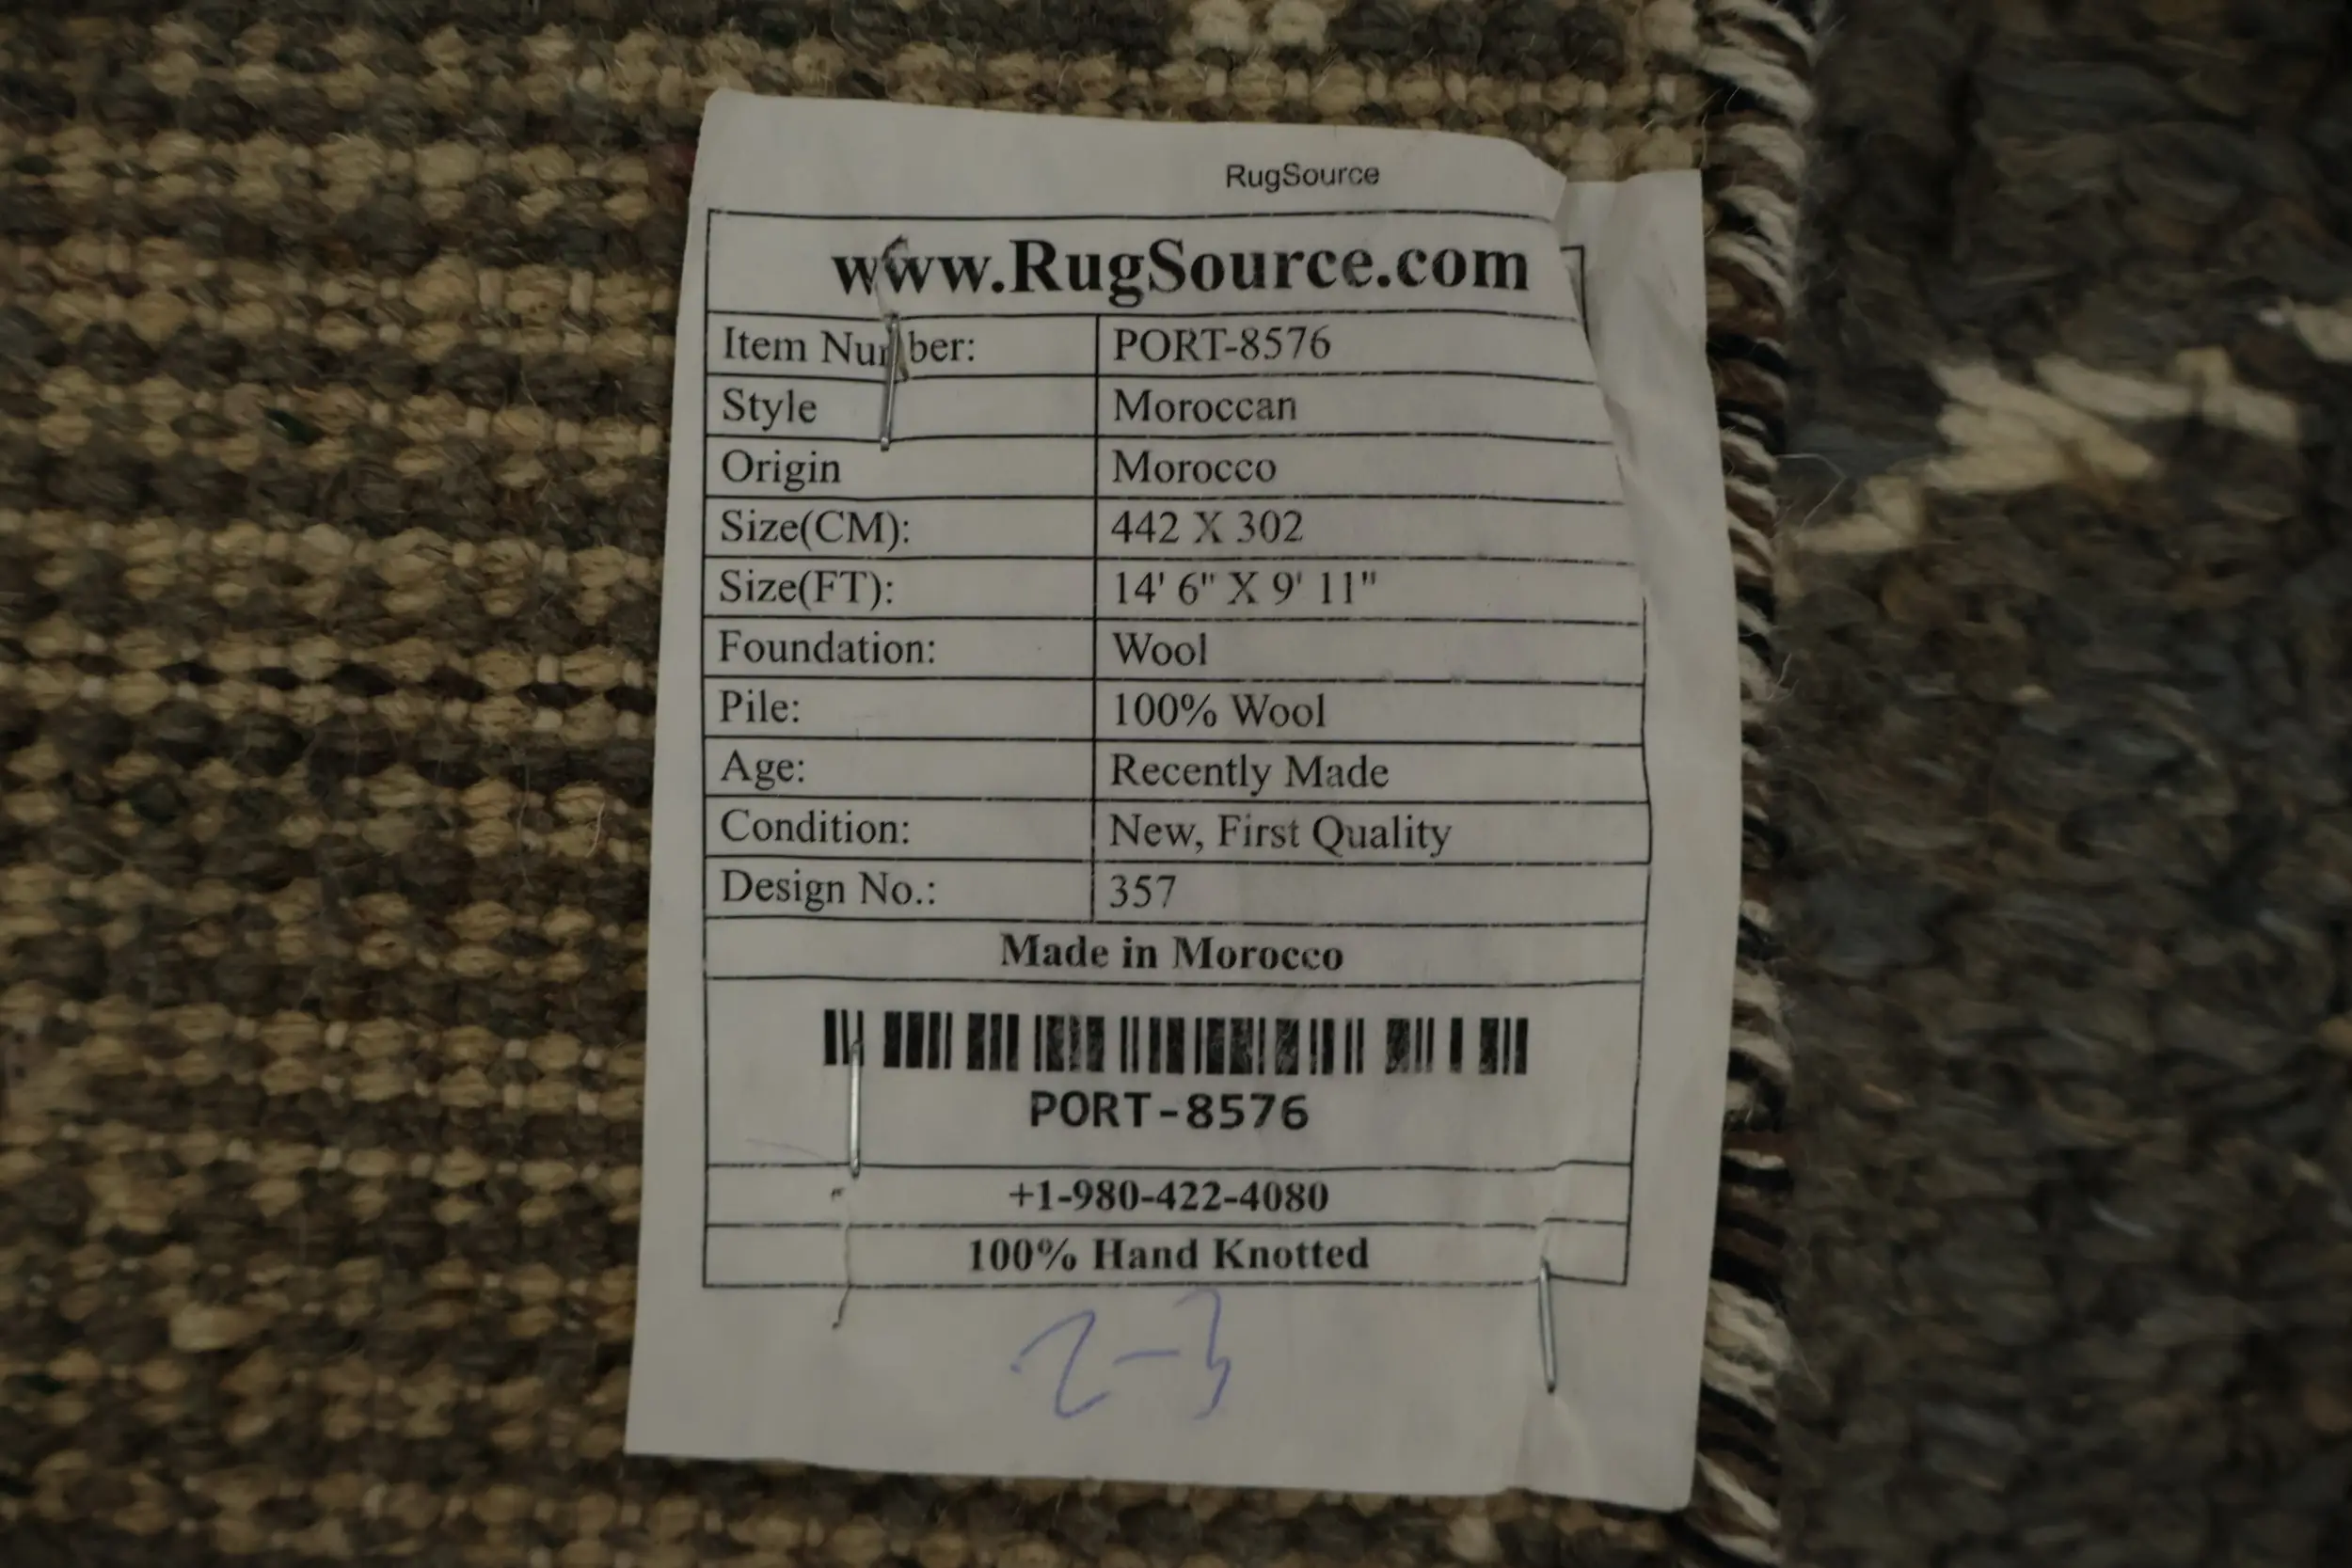 RugSource
www.RugSource.com
Item Number: PORT-8576
Style Moroccan
Origin Morocco
Size(CM): 442 X 302
Size(FT): 14' 6" X 9' 11"
Foundation: Wool
Pile: 100% Wool
Age: Recently Made
Condition: New, First Quality
Design No.: 357
Made in Morocco
PORT-8576
+1-980-422-4080
100% Hand Knotted
2-3